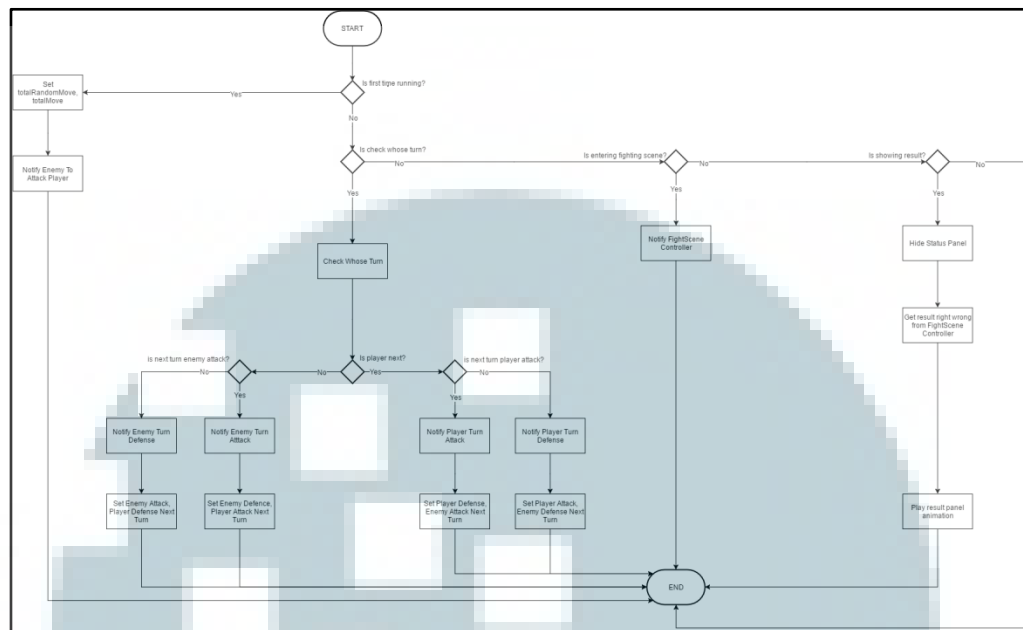 START
Is first time running?
Yes
No
Set
totalRandomMove,
totalMove
Notify Enemy To
Attack Player
Is check whose turn?
No
Yes
Is entering fighting scene?
No
Yes
Is showing result?
No
Yes
Check Whose Turn
Notify FightScene
Controller
Hide Status Panel
Get result right wrong
from FightScene
Controller
Is next turn enemy attack?
No
Yes
Is player next?
No
Yes
is next turn player attack?
No
Yes
Notify Enemy Turn
Defense
Notify Enemy Turn
Attack
Notify Player Turn
Attack
Notify Player Turn
Defense
Set Enemy Attack,
Player Defense Next
Turn
Set Enemy Defence,
Player Attack Next
Turn
Set Player Defense,
Enemy Attack Next
Turn
Set Player Attack,
Enemy Defense Next
Turn
Play result panel
animation
END